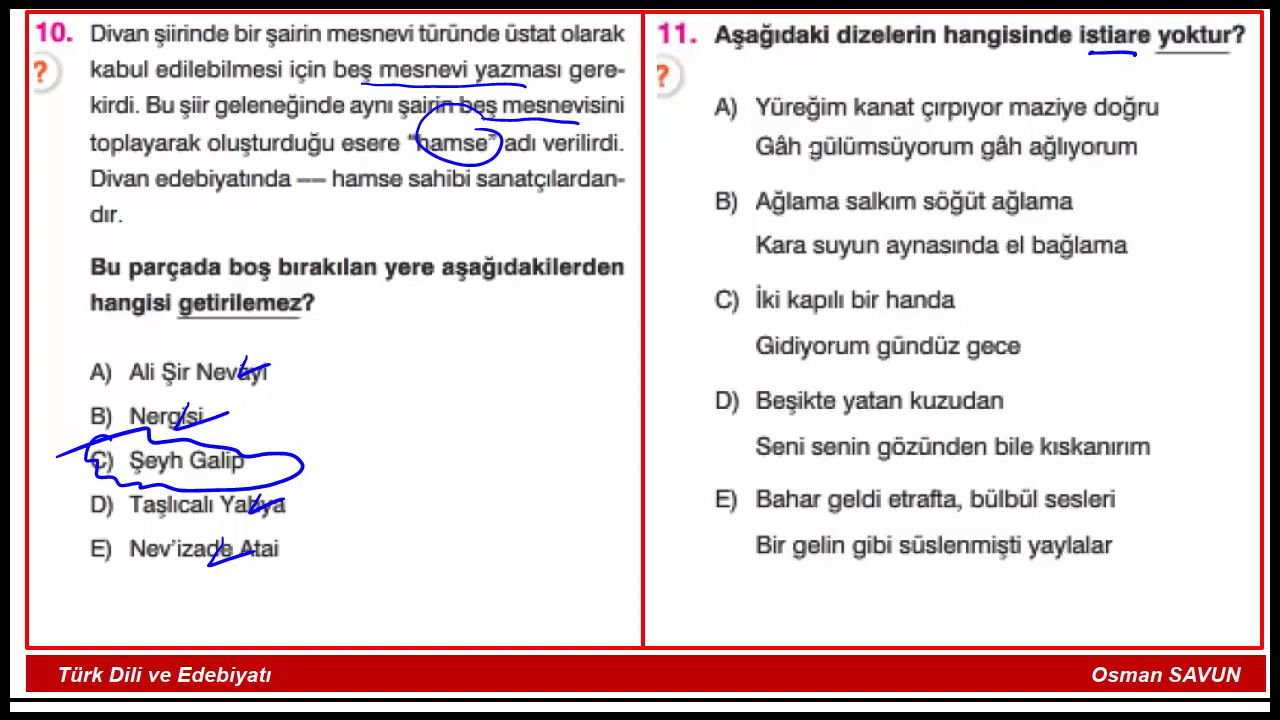 10. Divan şiirinde bir şairin mesnevi türünde üstat olarak
kabul edilebilmesi için beş mesnevi yazması gere-
kirdi. Bu şiir geleneğinde aynı şairin beş mesnevisini
toplayarak oluşturduğu esere "hamse" adı verilirdi.
Divan edebiyatında ---- hamse sahibi sanatçılardan-
dır.
Bu parçada boş bırakılan yere aşağıdakilerden
hangisi getirilemez?
A) Ali Şir Nevayi
B) Nergisi
C) Şeyh Galip
D) Taşlıcalı Yahya
E) Nev'izade Atai
?
11. Aşağıdaki dizelerin hangisinde istiare yoktur?
?
A) Yüreğim kanat çırpıyor maziye doğru
Gâh gülümsüyorum gâh ağlıyorum
B) Ağlama salkım söğüt ağlama
Kara suyun aynasında el bağlama
C) İki kapılı bir handa
Gidiyorum gündüz gece
D) Beşikte yatan kuzudan
Seni senin gözünden bile kıskanırım
E) Bahar geldi etrafta, bülbül sesleri
Bir gelin gibi süslenmişti yaylalar
Türk Dili ve Edebiyatı
Osman SAVUN